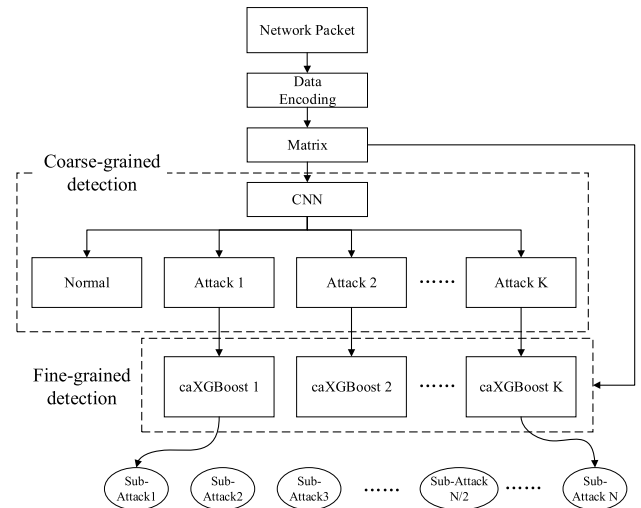 Network Packet
Data
Encoding
Matrix
Coarse-grained
detection
CNN
Normal
Attack 1
Attack 2
……
Attack K
Fine-grained
detection
caXGBoost 1
caXGBoost 2
……
caXGBoost K
Sub-
Attack1
Sub-
Attack2
Sub-
Attack3
……
Sub-Attack
N/2
……
Sub-
Attack N